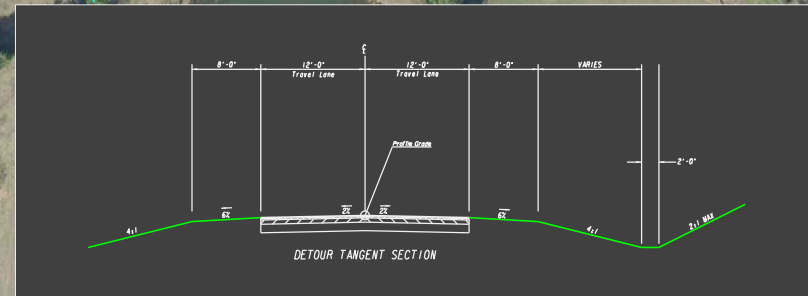 ℄
8'-0" 12'-0" 12'-0" 8'-0" VARIES
Travel Lane Travel Lane
Profile Grade
2'-0"
4:1 6% 2% 2% 6% 4:1 2:1 MAX
DETOUR TANGENT SECTION